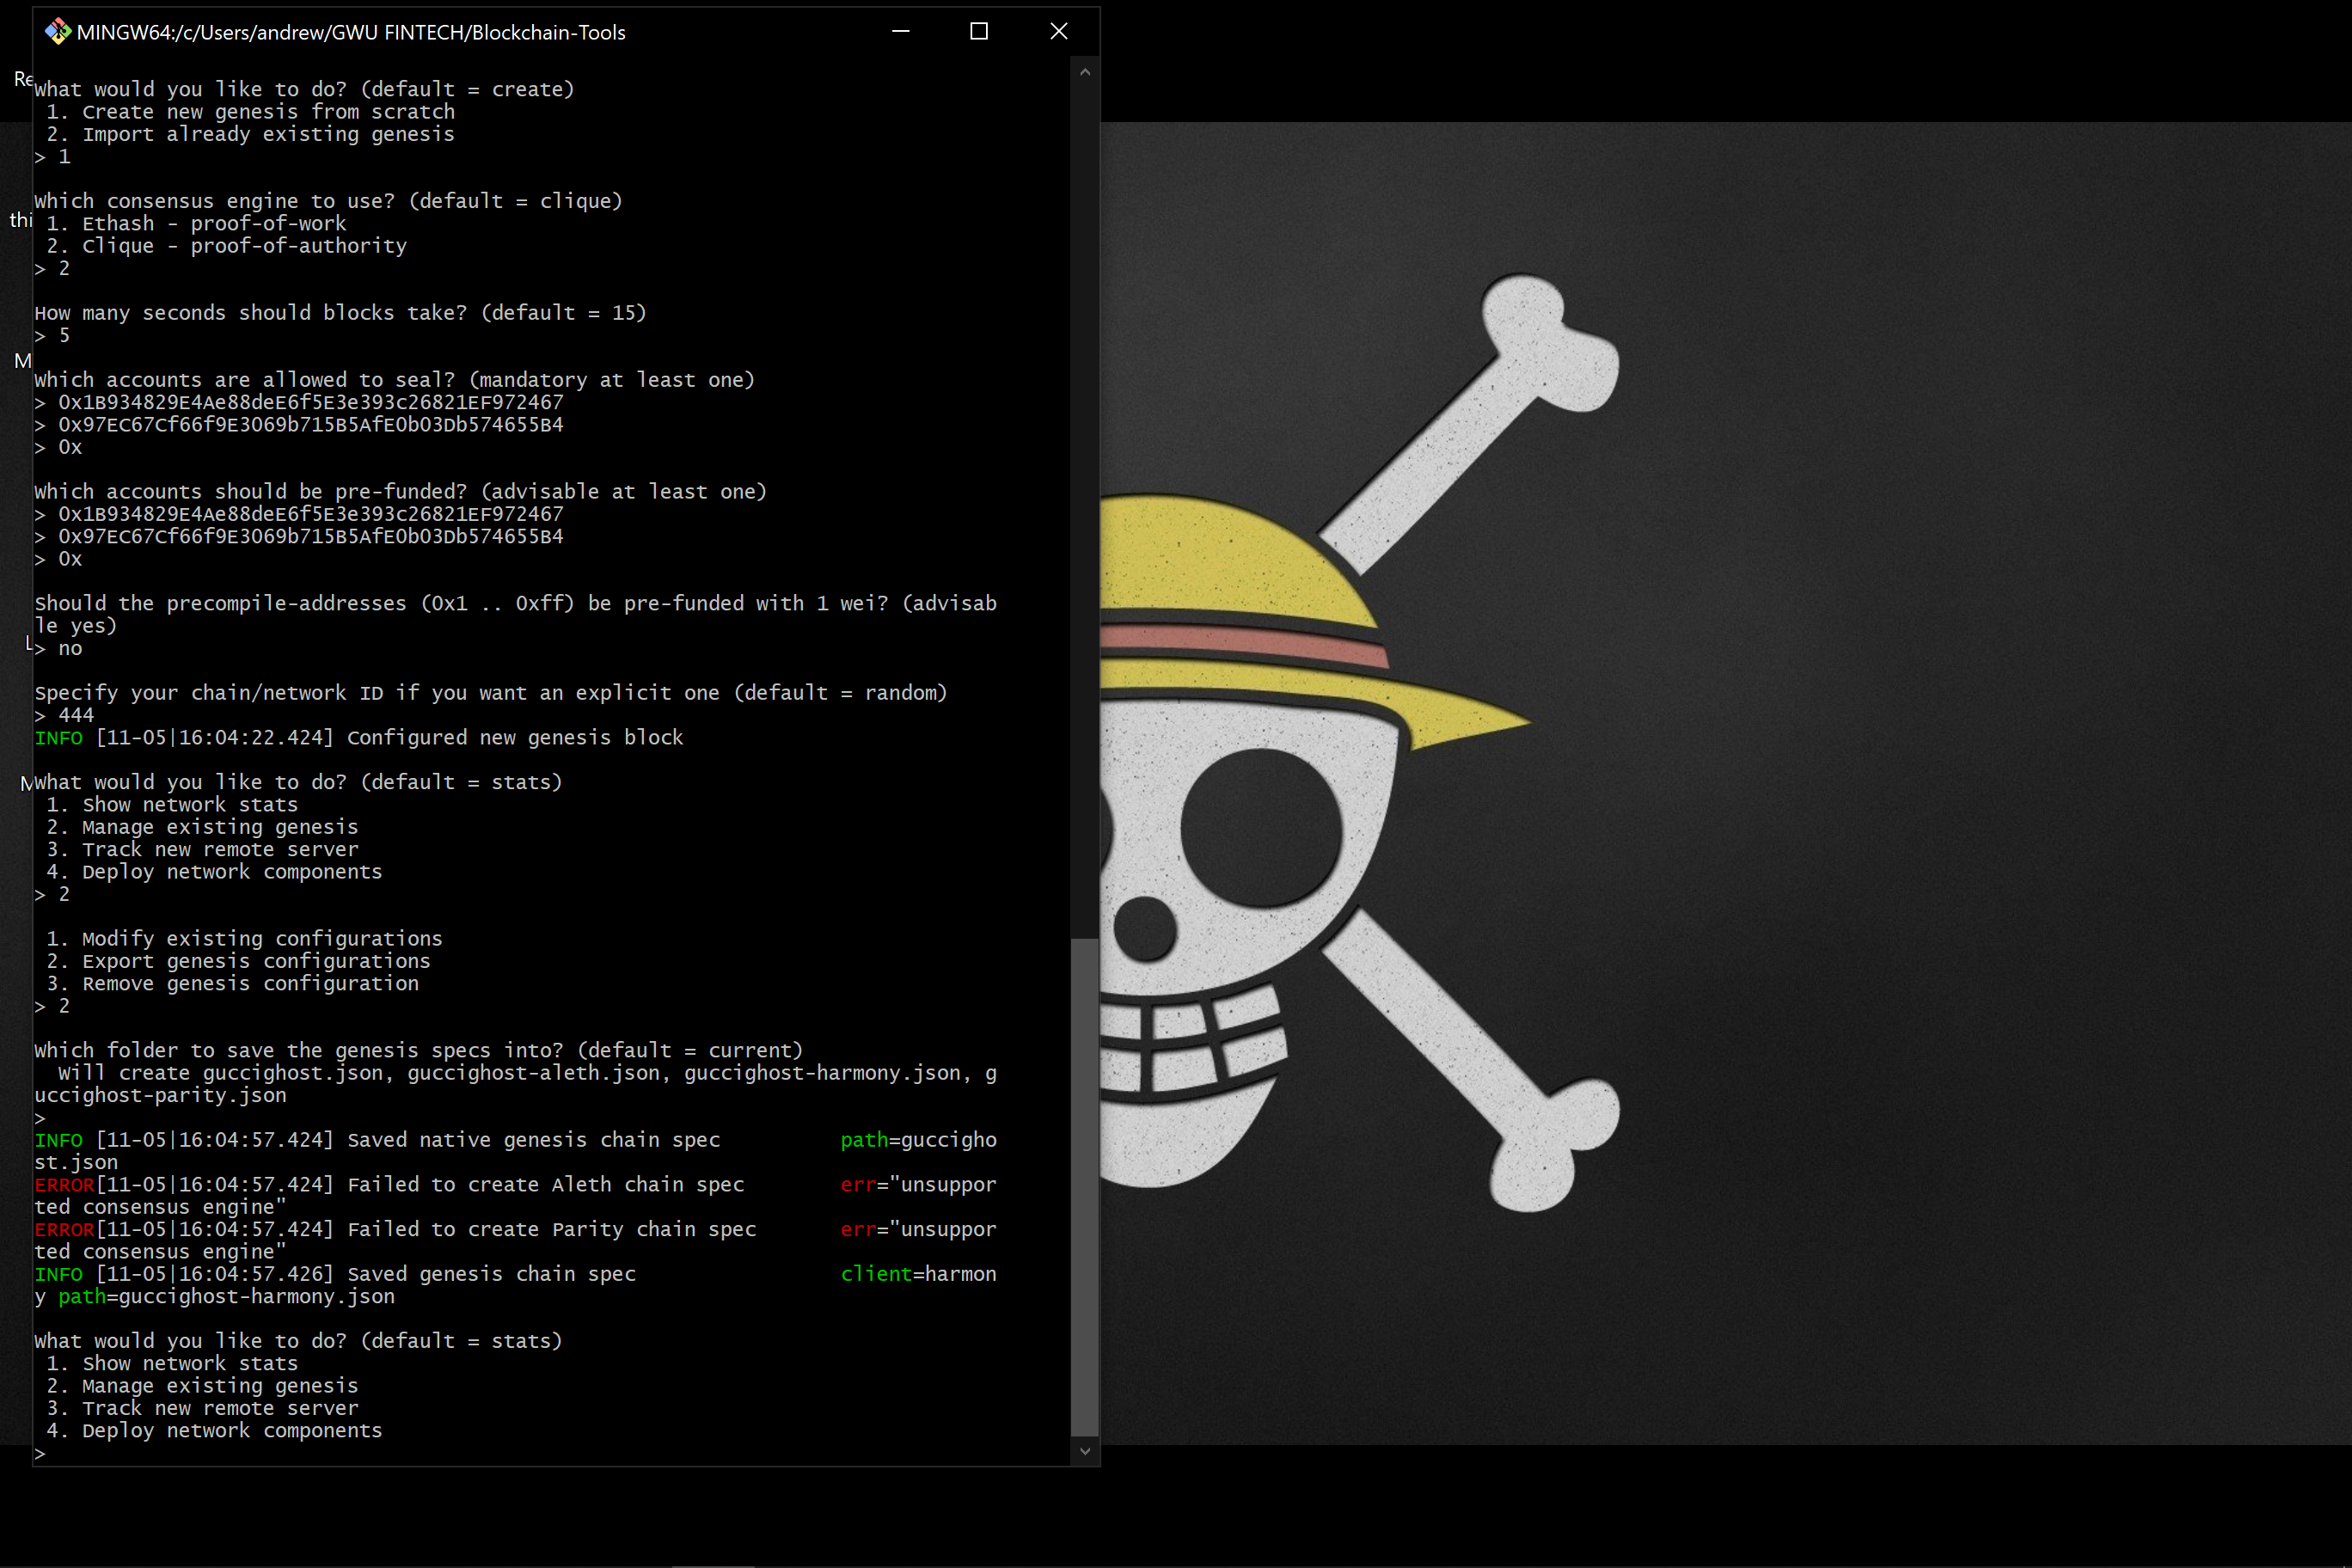 MINGW64:/c/Users/andrew/GWU FINTECH/Blockchain-Tools
What would you like to do? (default = create)
1. Create new genesis from scratch
2. Import already existing genesis
> 1
Which consensus engine to use? (default = clique)
1. Ethash - proof-of-work
2. Clique - proof-of-authority
> 2
How many seconds should blocks take? (default = 15)
> 5
Which accounts are allowed to seal? (mandatory at least one)
> 0x1B934829E4Ae88deE6f5E3e393c26821EF972467
> 0x97EC67Cf66f9E3069b715B5AfE0b03Db574655B4
> 0x
Which accounts should be pre-funded? (advisable at least one)
> 0x1B934829E4Ae88deE6f5E3e393c26821EF972467
> 0x97EC67Cf66f9E3069b715B5AfE0b03Db574655B4
> 0x
Should the precompile-addresses (0x1 .. 0xff) be pre-funded with 1 wei? (advisab
le yes)
> no
Specify your chain/network ID if you want an explicit one (default = random)
> 444
INFO [11-05|16:04:22.424] Configured new genesis block
What would you like to do? (default = stats)
1. Show network stats
2. Manage existing genesis
3. Track new remote server
4. Deploy network components
> 2
1. Modify existing configurations
2. Export genesis configurations
3. Remove genesis configuration
> 2
Which folder to save the genesis specs into? (default = current)
Will create guccighost.json, guccighost-aleth.json, guccighost-harmony.json, g
uccighost-parity.json
>
INFO [11-05|16:04:57.424] Saved native genesis chain spec path=guccigho
st.json
ERROR[11-05|16:04:57.424] Failed to create Aleth chain spec err="unsuppor
ted consensus engine"
ERROR[11-05|16:04:57.424] Failed to create Parity chain spec err="unsuppor
ted consensus engine"
INFO [11-05|16:04:57.426] Saved genesis chain spec client=harmon
y path=guccighost-harmony.json
What would you like to do? (default = stats)
1. Show network stats
2. Manage existing genesis
3. Track new remote server
4. Deploy network components
>